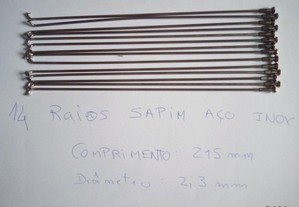 14 Raios SAPIM AÇO INOX
COMPRIMENTO: 215 mm
Diâmetro: 2,3 mm